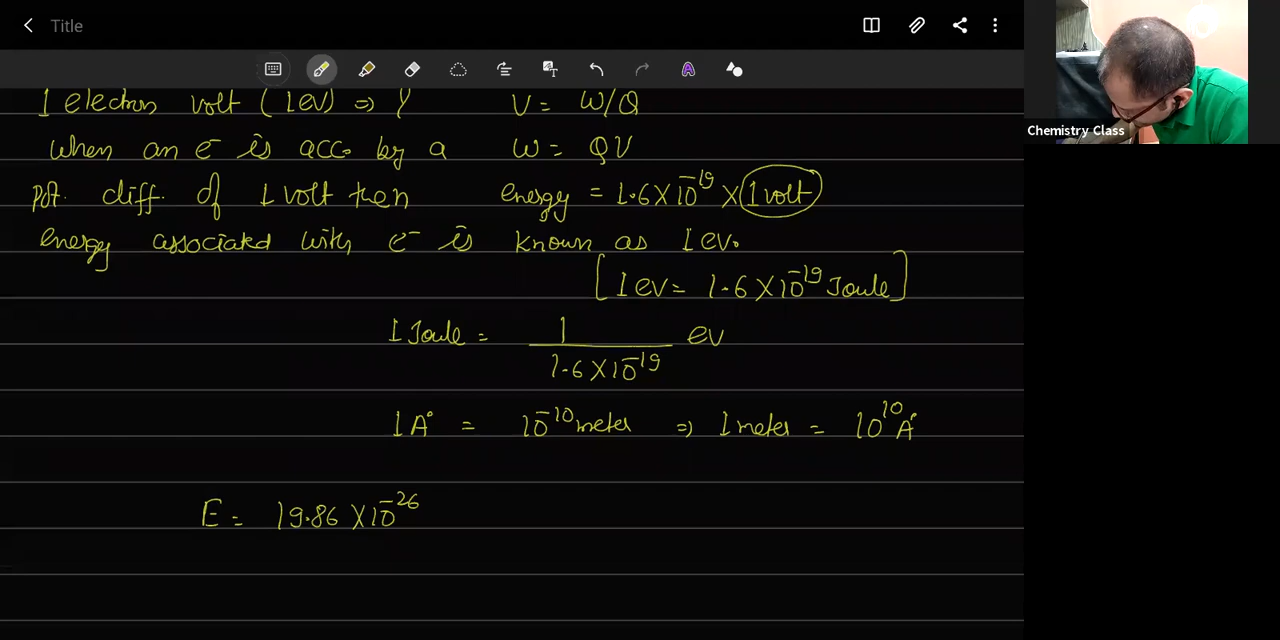 Title
1 electron volt (1ev) ⇒ V = W/Q
when an e⁻ is acc. by a W = QV
pot. diff. of 1 volt then energy = 1.6 X 10⁻¹⁹ X 1 volt
energy associated with e⁻ is known as 1ev.
[1 ev = 1.6 X 10⁻¹⁹ Joule]
1 Joule = 1 / 1.6 X 10⁻¹⁹ ev
1 A° = 10⁻¹⁰ meter ⇒ 1 meter = 10¹⁰ A°
E = 19.86 X 10⁻²⁶
Chemistry Class